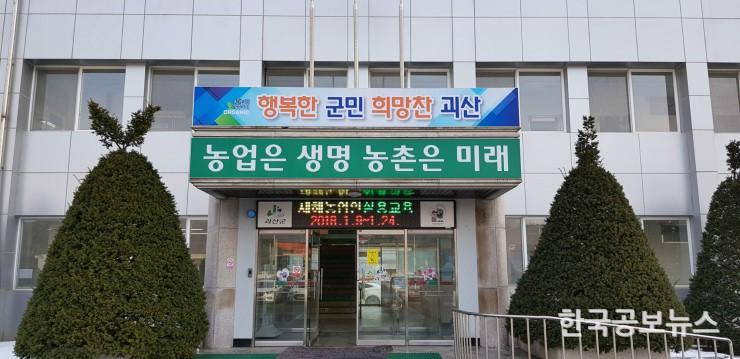 ORGANIC
행복한 군민 희망찬 괴산
농업은 생명 농촌은 미래
새해농업인실용교육
2018.1.9~1.24.
괴산군
한국공보뉴스